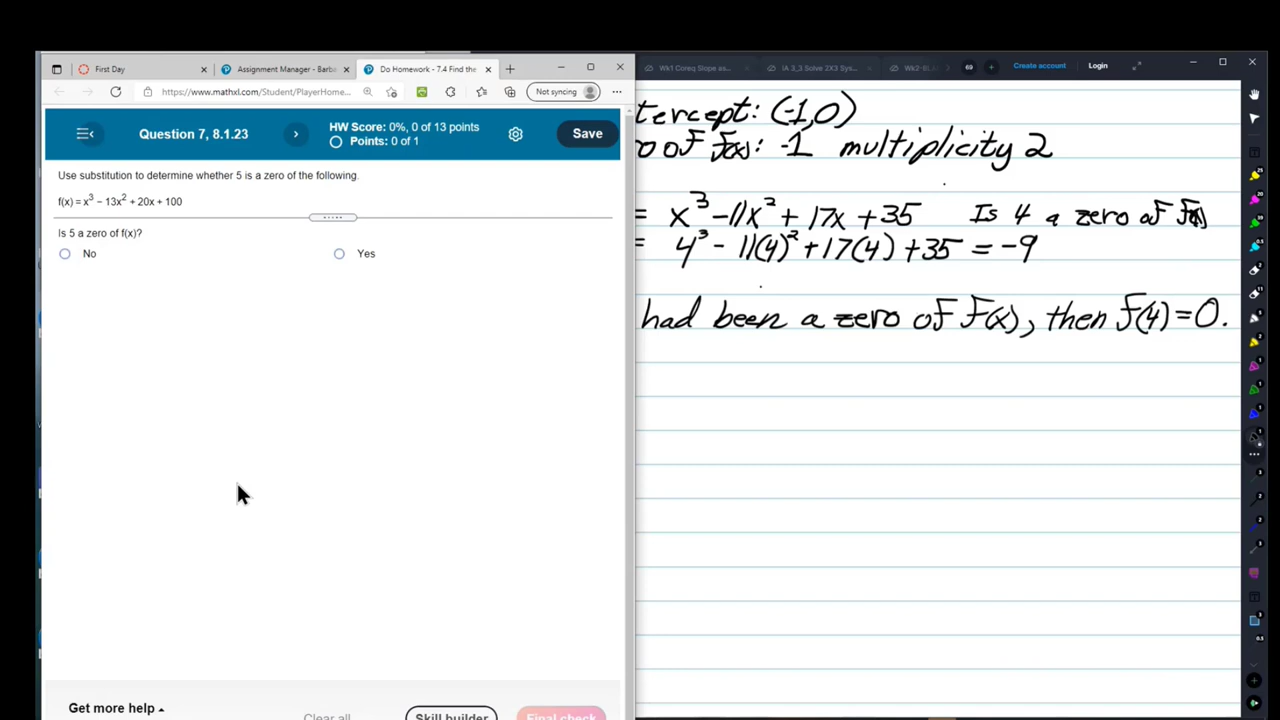 First Day
Assignment Manager - Barba
Do Homework - 7.4 Find the
Wk1 Coreq Slope as...
IA 3_3 Solve 2X3 Sys...
Create account
Login
https://www.mathxl.com/Student/PlayerHome...
Not syncing
Question 7, 8.1.23
HW Score: 0%, 0 of 13 points
Points: 0 of 1
Save
Use substitution to determine whether 5 is a zero of the following.
f(x) = x³ − 13x² + 20x + 100
Is 5 a zero of f(x)?
No
Yes
Get more help
Clear all
Skill builder
Final check
tercept: (-1,0)
ro of f(x): -1 multiplicity 2
= x³ -11x² + 17x + 35 Is 4 a zero of f(x)
= 4³ - 11(4)² + 17(4) + 35 = -9
had been a zero of F(x), then f(4) = 0.